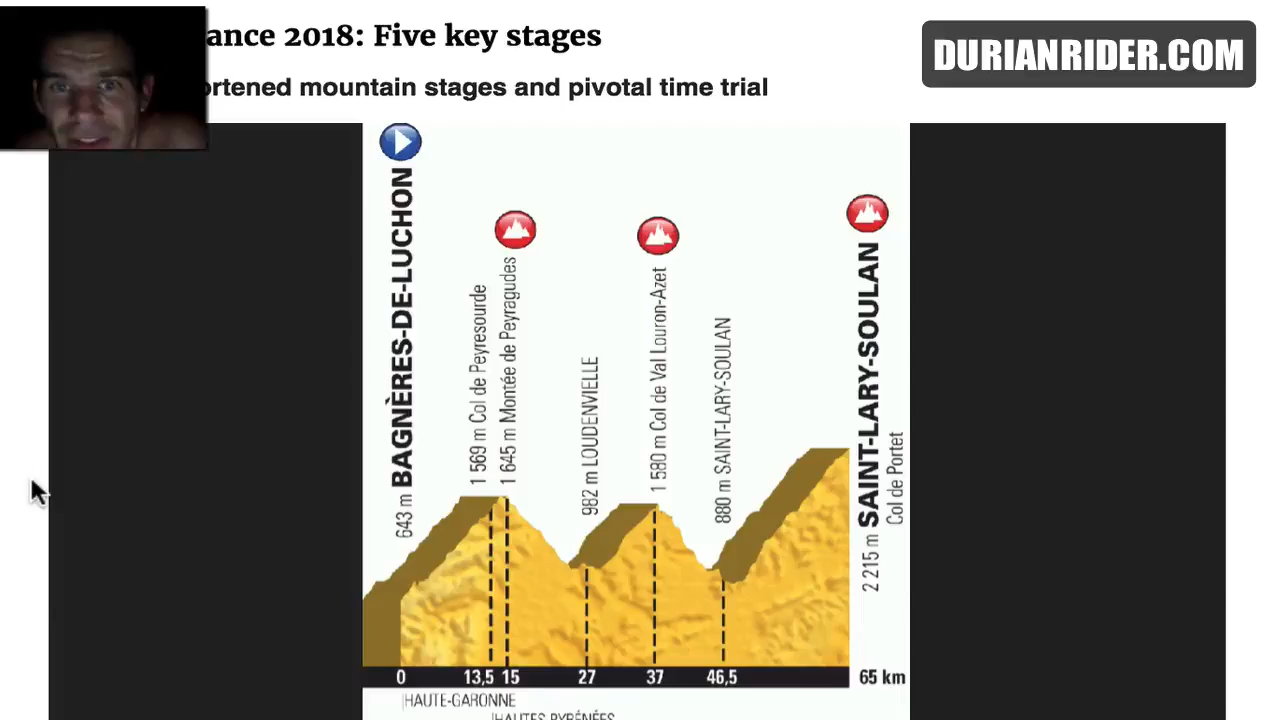 ance 2018: Five key stages
DURIANRIDER.COM
ortened mountain stages and pivotal time trial
643 m BAGNÈRES-DE-LUCHON
1 569 m Col de Peyresourde
1 645 m Montée de Peyragudes
982 m LOUDENVIELLE
1 580 m Col de Val Louron-Azet
880 m SAINT-LARY-SOULAN
2 215 m SAINT-LARY-SOULAN
Col de Portet
0 13,5 15 27 37 46,5 65 km
HAUTE-GARONNE
HAUTES-PYRÉNÉES